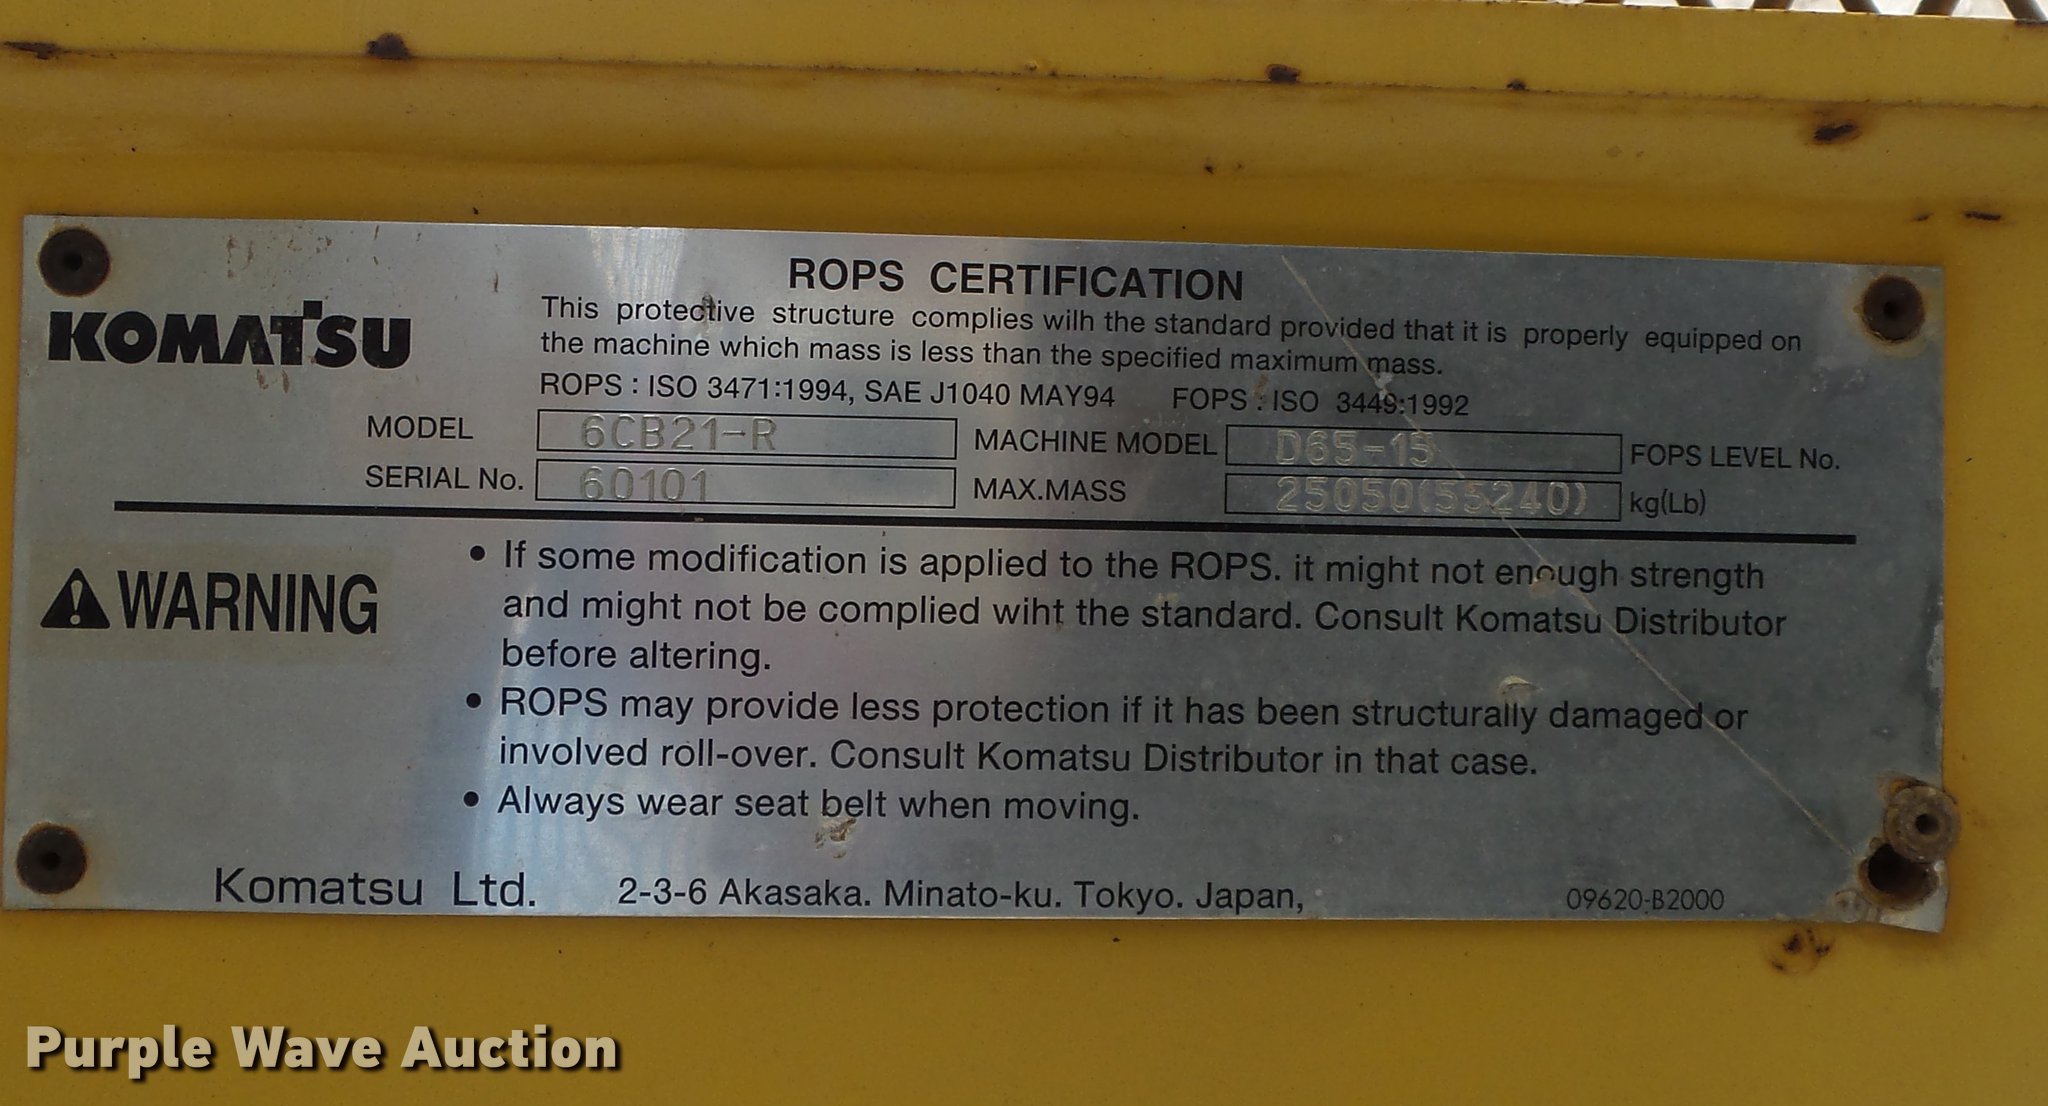 ROPS CERTIFICATION
KOMATSU
This protective structure complies wilh the standard provided that it is properly equipped on
the machine which mass is less than the specified maximum mass.
ROPS : ISO 3471:1994, SAE J1040 MAY94 FOPS : ISO 3449:1992
MODEL 6CB21-R MACHINE MODEL D65-15 FOPS LEVEL No.
SERIAL No. 60101 MAX.MASS 25050(55240) kg(Lb)
WARNING
• If some modification is applied to the ROPS. it might not enough strength
and might not be complied wiht the standard. Consult Komatsu Distributor
before altering.
• ROPS may provide less protection if it has been structurally damaged or
involved roll-over. Consult Komatsu Distributor in that case.
• Always wear seat belt when moving.
Komatsu Ltd. 2-3-6 Akasaka. Minato-ku. Tokyo. Japan, 09620-B2000
Purple Wave Auction